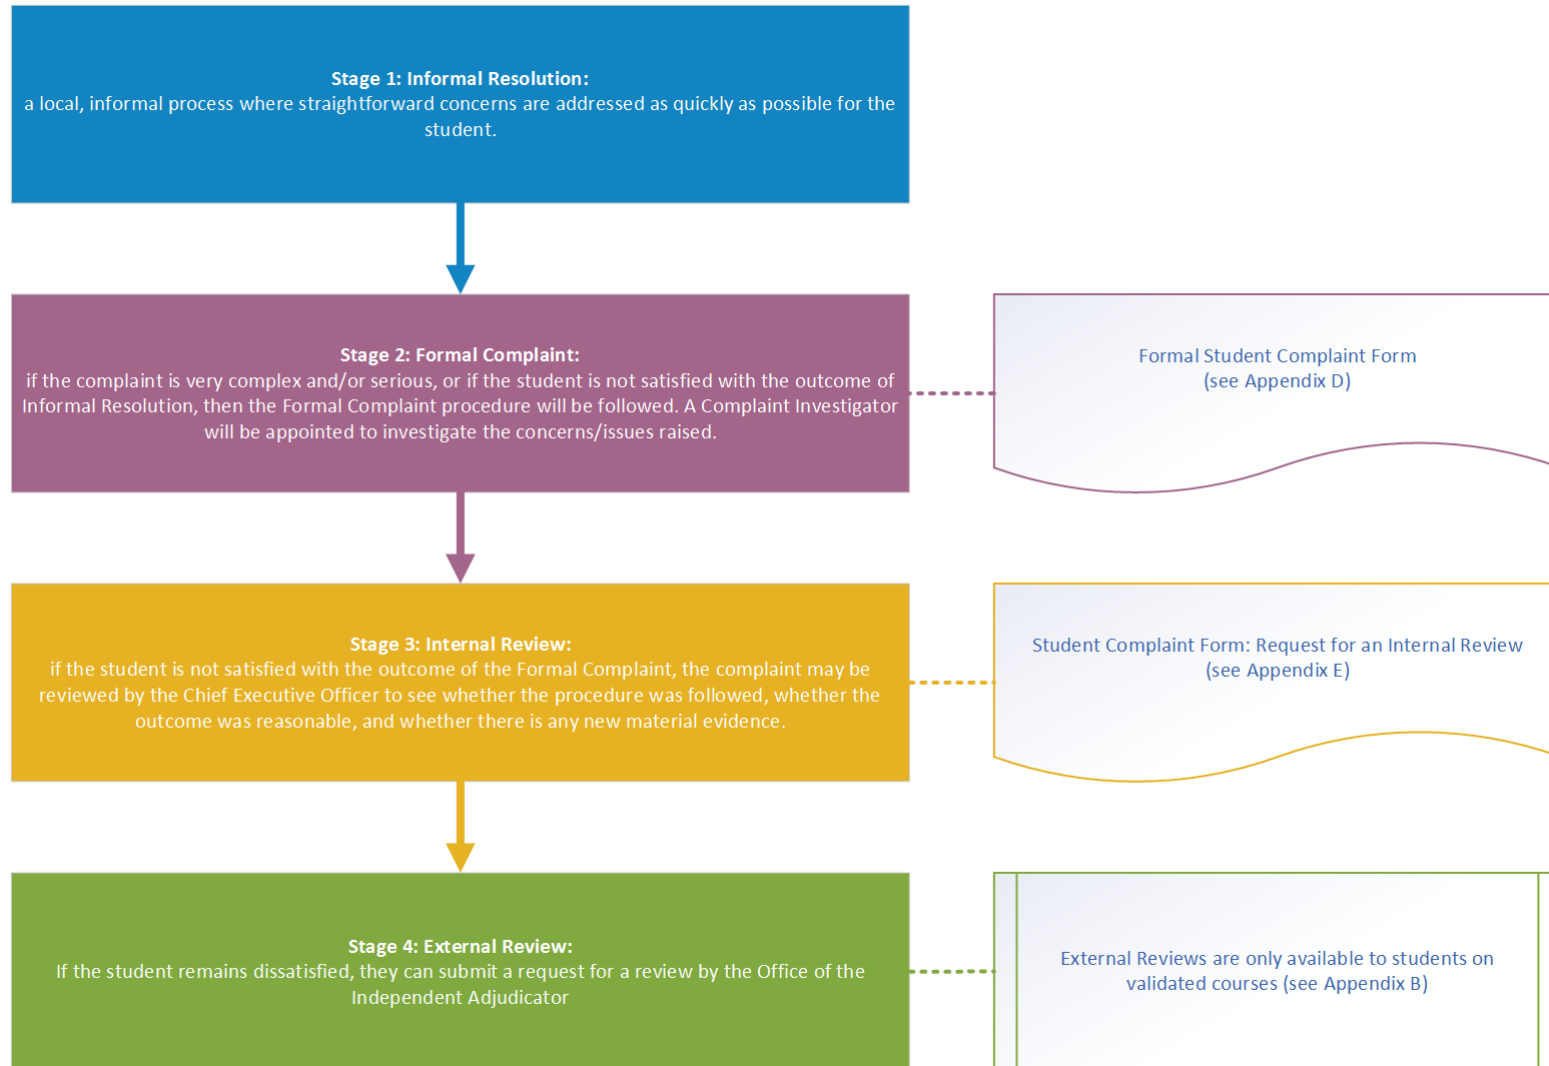 Stage 1: Informal Resolution:
a local, informal process where straightforward concerns are addressed as quickly as possible for the
student.
Stage 2: Formal Complaint:
if the complaint is very complex and/or serious, or if the student is not satisfied with the outcome of
Informal Resolution, then the Formal Complaint procedure will be followed. A Complaint Investigator
will be appointed to investigate the concerns/issues raised.
Formal Student Complaint Form
(see Appendix D)
Stage 3: Internal Review:
if the student is not satisfied with the outcome of the Formal Complaint, the complaint may be
reviewed by the Chief Executive Officer to see whether the procedure was followed, whether the
outcome was reasonable, and whether there is any new material evidence.
Student Complaint Form: Request for an Internal Review
(see Appendix E)
Stage 4: External Review:
If the student remains dissatisfied, they can submit a request for a review by the Office of the
Independent Adjudicator
External Reviews are only available to students on
validated courses (see Appendix B)